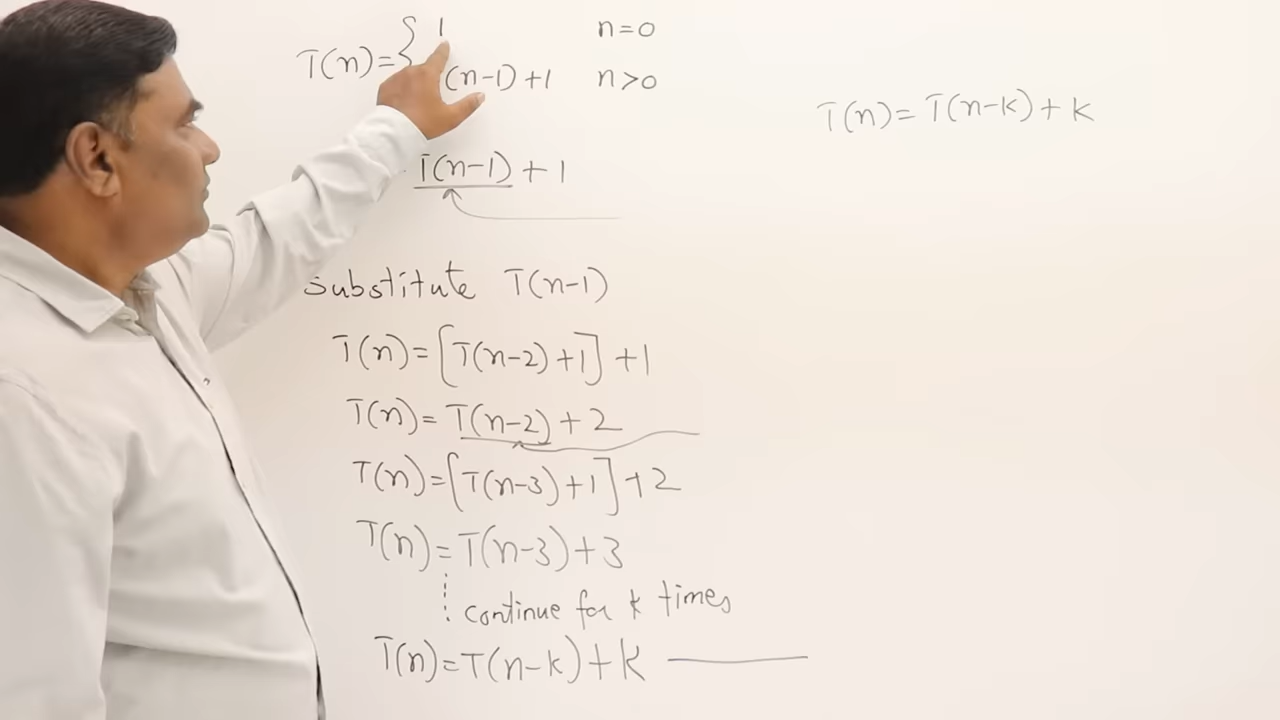 T(n)= { 1 n=0
(n-1)+1 n>0
T(n-1)+1
substitute T(n-1)
T(n)=[T(n-2)+1]+1
T(n)=T(n-2)+2
T(n)=[T(n-3)+1]+2
T(n)=T(n-3)+3
continue for k times
T(n)=T(n-k)+k
T(n)=T(n-k)+k